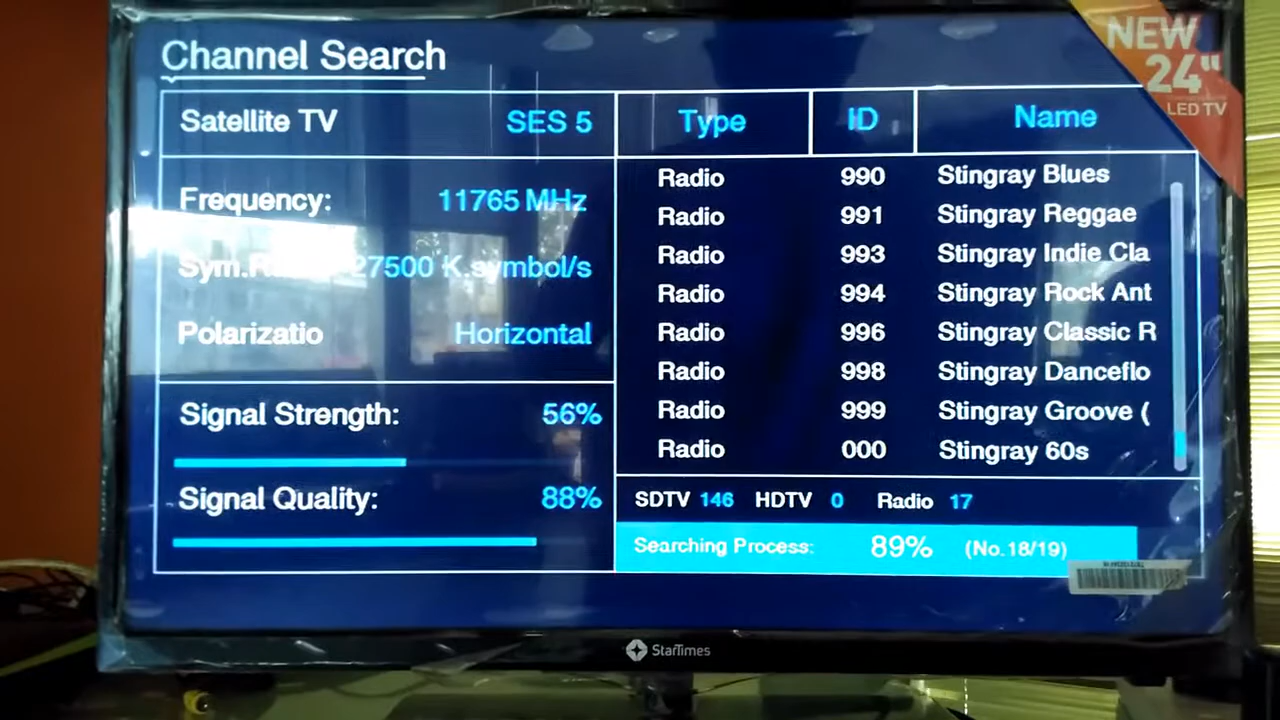 Channel Search
NEW
24"
LED TV
Satellite TV SES 5
Type ID Name
Frequency: 11765 MHz
27500 K.symbol/s
Polarizatio Horizontal
Signal Strength: 56%
Signal Quality: 88%
Radio 990 Stingray Blues
Radio 991 Stingray Reggae
Radio 993 Stingray Indie Cla
Radio 994 Stingray Rock Ant
Radio 996 Stingray Classic R
Radio 998 Stingray Danceflo
Radio 999 Stingray Groove (
Radio 000 Stingray 60s
SDTV 146 HDTV 0 Radio 17
Searching Process: 89% (No.18/19)
StarTimes